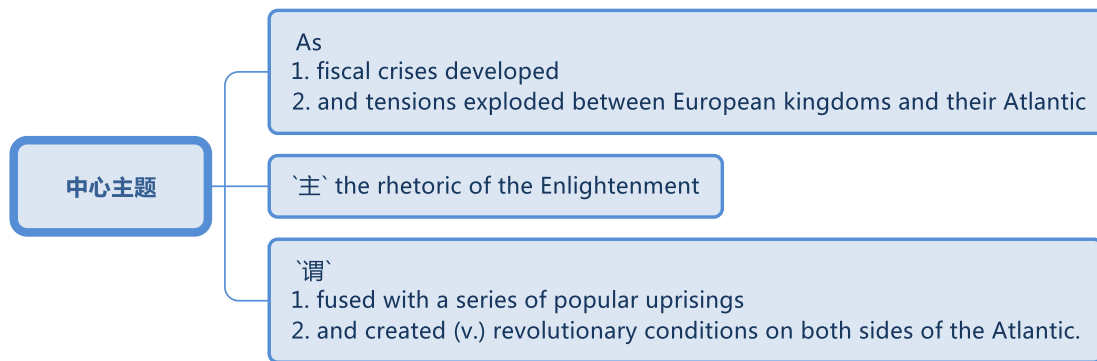 中心主题
As
1. fiscal crises developed
2. and tensions exploded between European kingdoms and their Atlantic
`主` the rhetoric of the Enlightenment
`谓`
1. fused with a series of popular uprisings
2. and created (v.) revolutionary conditions on both sides of the Atlantic.